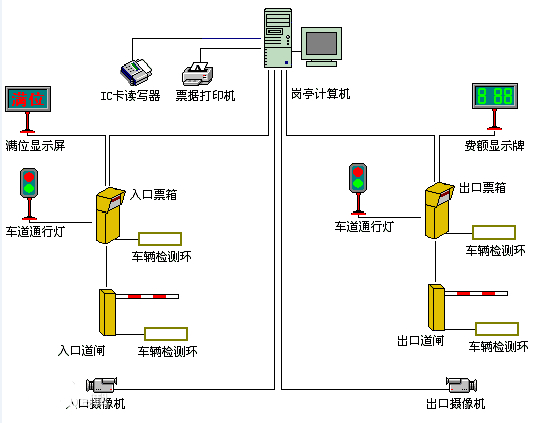 IC卡读写器
票据打印机
岗亭计算机
满位
888
满位显示屏
费额显示牌
入口票箱
出口票箱
车道通行灯
车道通行灯
车辆检测环
车辆检测环
入口道闸
车辆检测环
出口道闸
车辆检测环
入口摄像机
出口摄像机